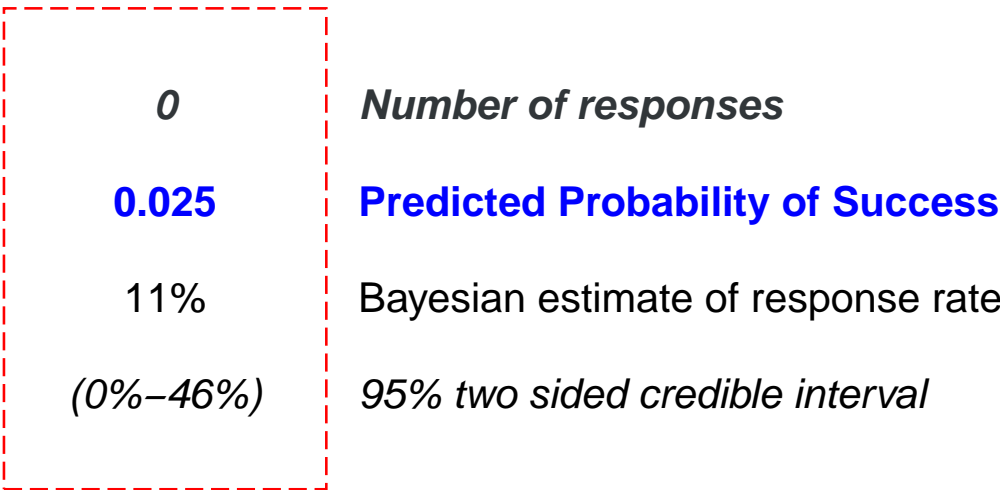 0 Number of responses
0.025 Predicted Probability of Success
11% Bayesian estimate of response rate
(0%−46%) 95% two sided credible interval